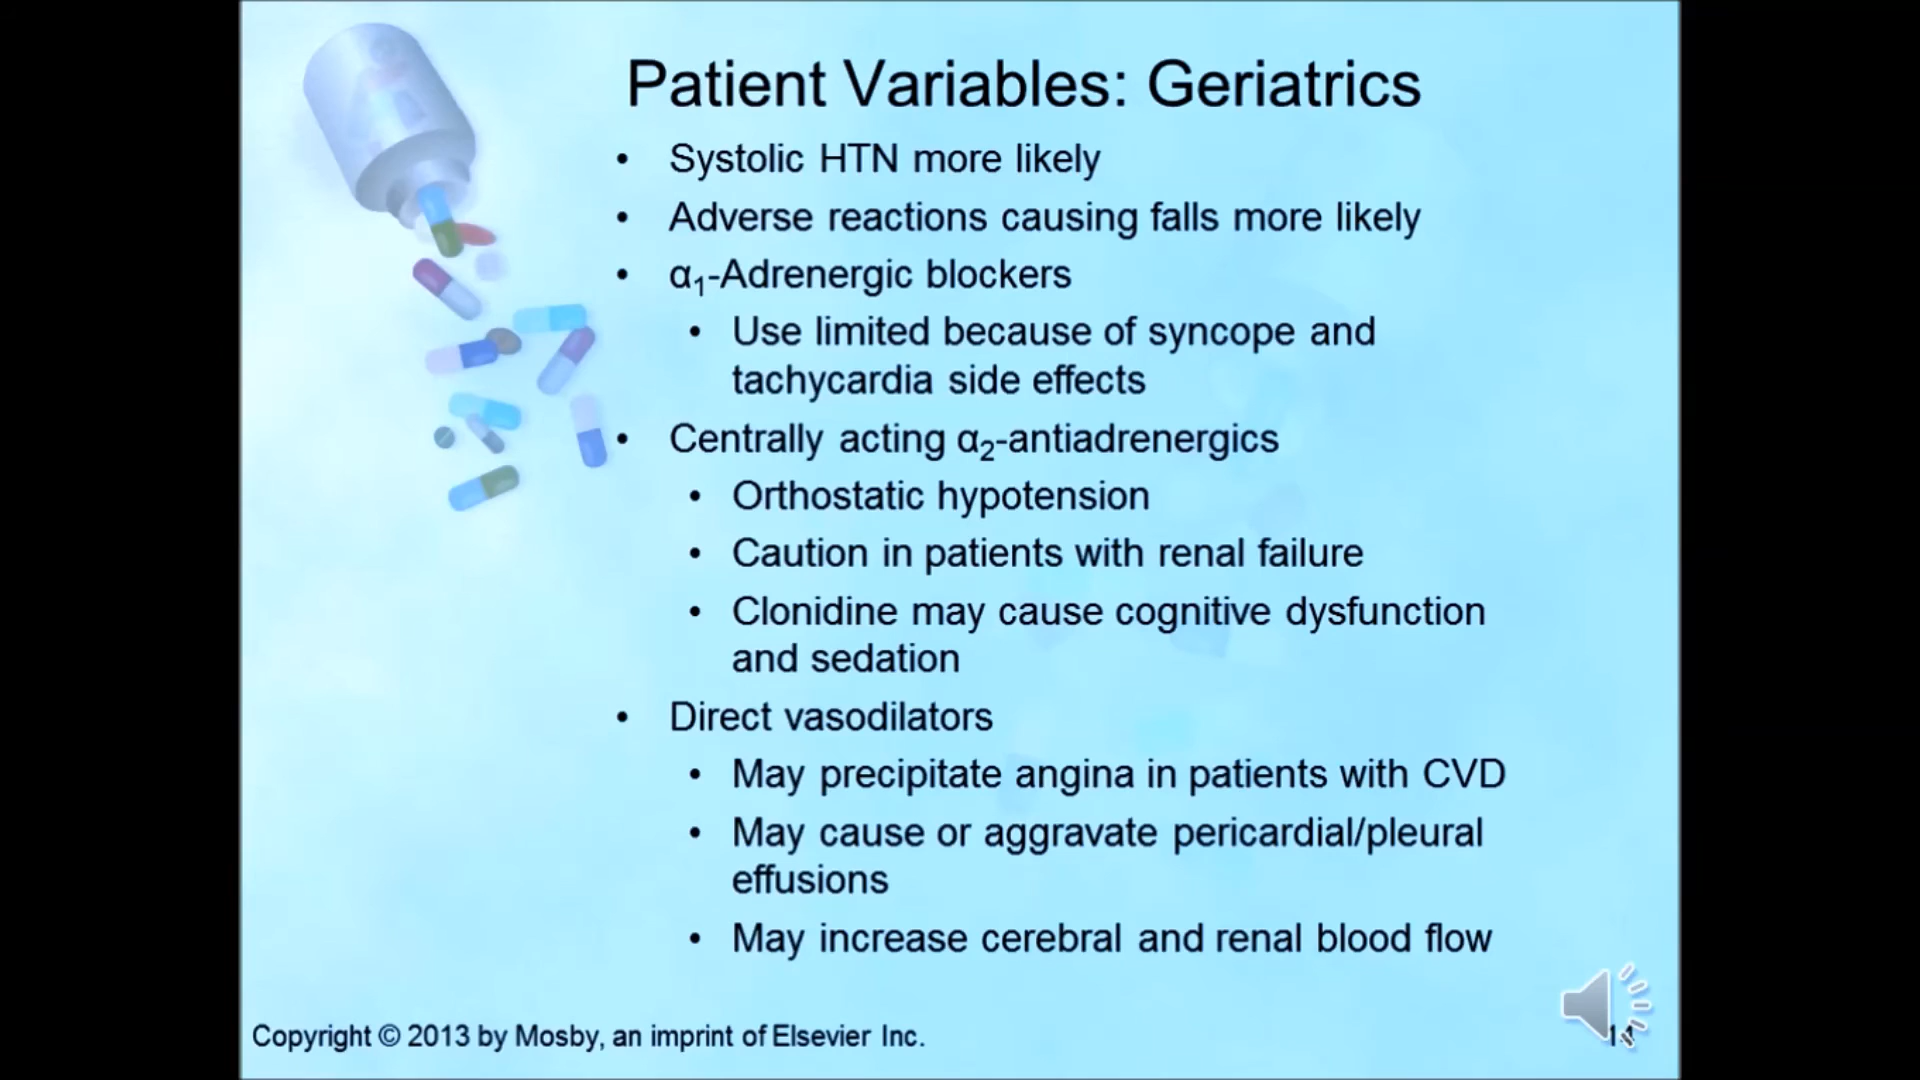 Patient Variables: Geriatrics
• Systolic HTN more likely
• Adverse reactions causing falls more likely
• α₁-Adrenergic blockers
• Use limited because of syncope and
tachycardia side effects
• Centrally acting α₂-antiadrenergics
• Orthostatic hypotension
• Caution in patients with renal failure
• Clonidine may cause cognitive dysfunction
and sedation
• Direct vasodilators
• May precipitate angina in patients with CVD
• May cause or aggravate pericardial/pleural
effusions
• May increase cerebral and renal blood flow
Copyright © 2013 by Mosby, an imprint of Elsevier Inc.